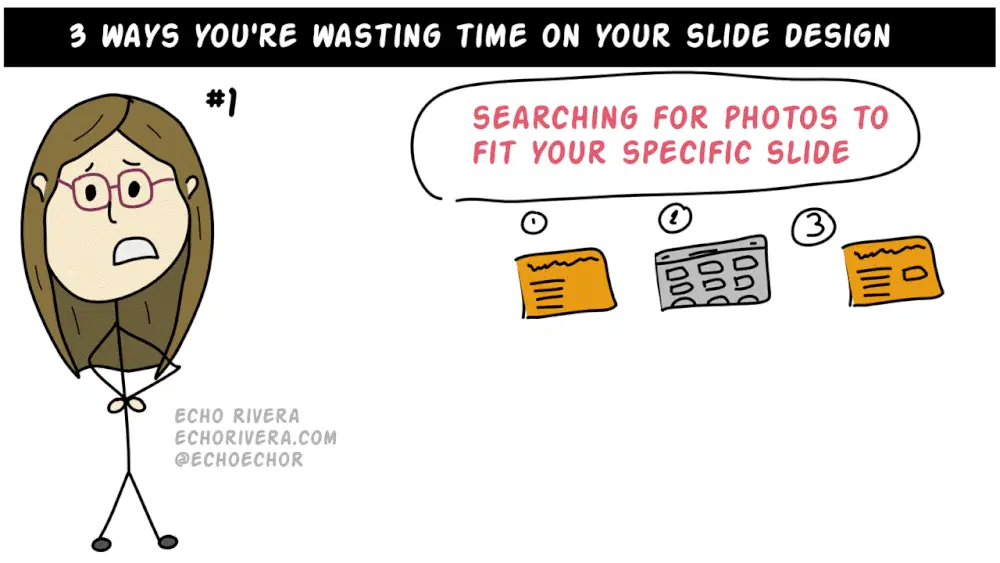 3 WAYS YOU'RE WASTING TIME ON YOUR SLIDE DESIGN
#1
SEARCHING FOR PHOTOS TO
FIT YOUR SPECIFIC SLIDE
1
2
3
ECHO RIVERA
ECHORIVERA.COM
@ECHOECHOR